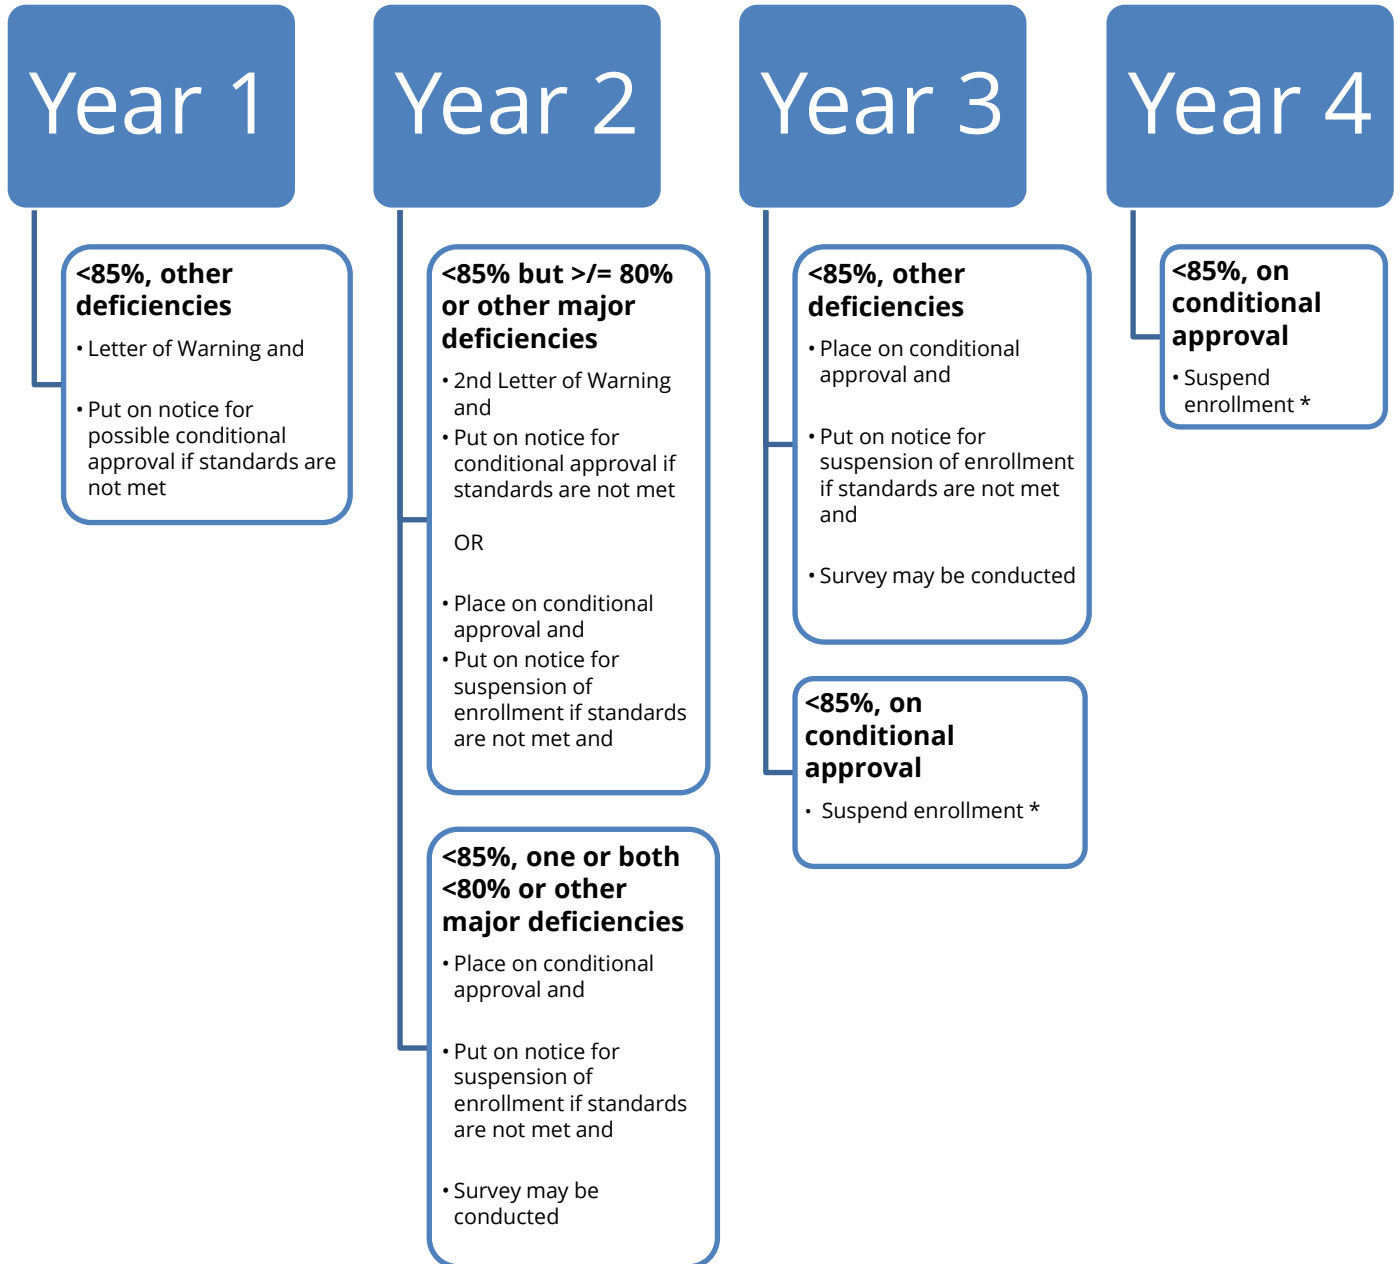 Year 1
<85%, other
deficiencies
• Letter of Warning and
• Put on notice for
possible conditional
approval if standards are
not met
Year 2
<85% but >/= 80%
or other major
deficiencies
• 2nd Letter of Warning
and
• Put on notice for
conditional approval if
standards are not met
OR
• Place on conditional
approval and
• Put on notice for
suspension of
enrollment if standards
are not met and
<85%, one or both
<80% or other
major deficiencies
• Place on conditional
approval and
• Put on notice for
suspension of
enrollment if standards
are not met and
• Survey may be
conducted
Year 3
<85%, other
deficiencies
• Place on conditional
approval and
• Put on notice for
suspension of enrollment
if standards are not met
and
• Survey may be conducted
<85%, on
conditional
approval
• Suspend enrollment *
Year 4
<85%, on
conditional
approval
• Suspend
enrollment *